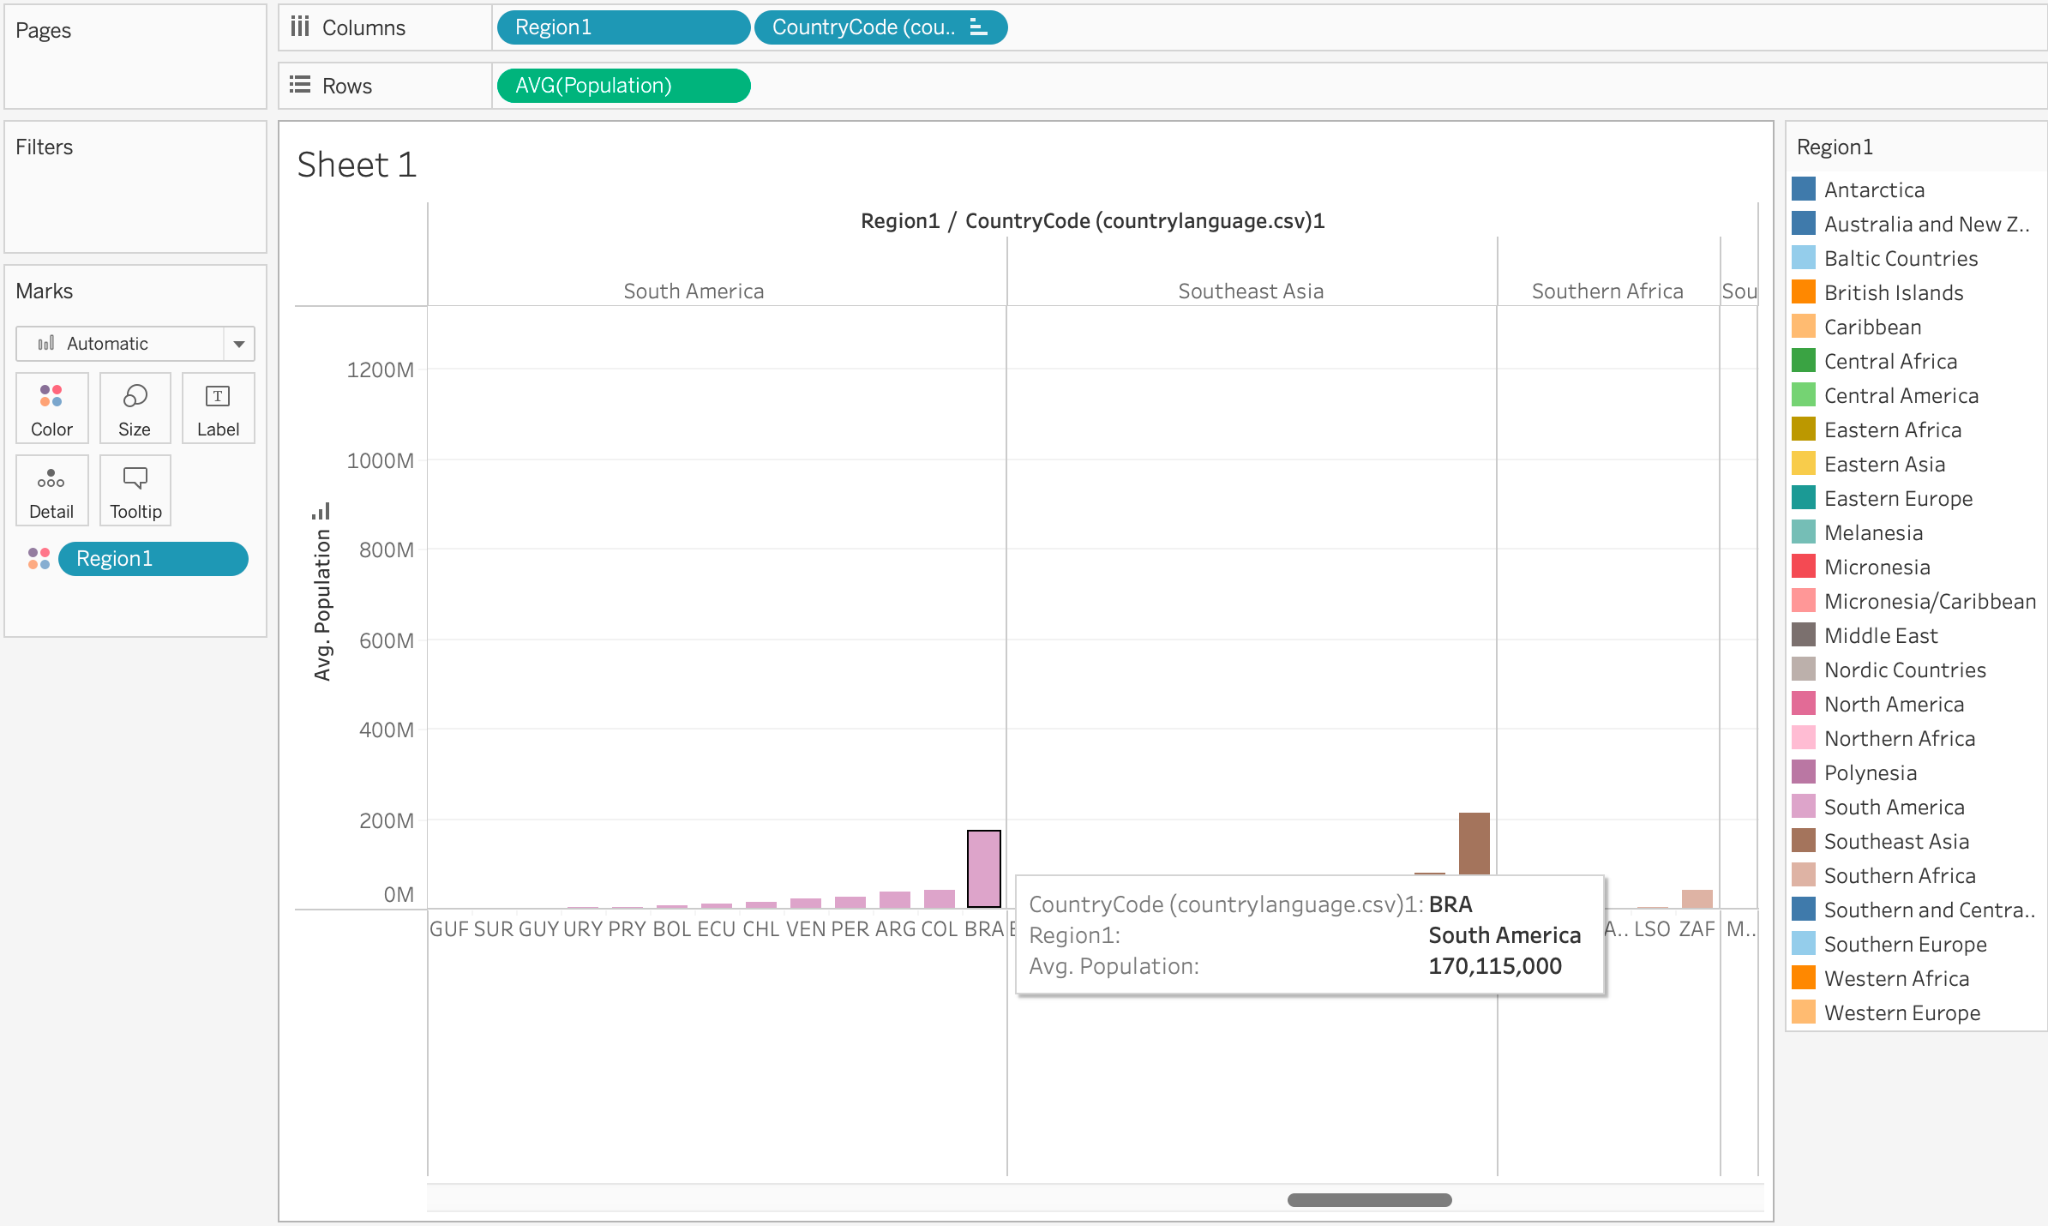 Pages
Columns
Region1
CountryCode (cou..
Rows
AVG(Population)
Filters
Marks
Automatic
Color
Size
Label
Detail
Tooltip
Region1
Sheet 1
Region1 / CountryCode (countrylanguage.csv)1
South America
Southeast Asia
Southern Africa
Sou
Avg. Population
1200M
1000M
800M
600M
400M
200M
0M
GUF SUR GUY URY PRY BOL ECU CHL VEN PER ARG COL BRA
A.. LSO ZAF M..
CountryCode (countrylanguage.csv)1: BRA
Region1: South America
Avg. Population: 170,115,000
Region1
Antarctica
Australia and New Z..
Baltic Countries
British Islands
Caribbean
Central Africa
Central America
Eastern Africa
Eastern Asia
Eastern Europe
Melanesia
Micronesia
Micronesia/Caribbean
Middle East
Nordic Countries
North America
Northern Africa
Polynesia
South America
Southeast Asia
Southern Africa
Southern and Centra..
Southern Europe
Western Africa
Western Europe